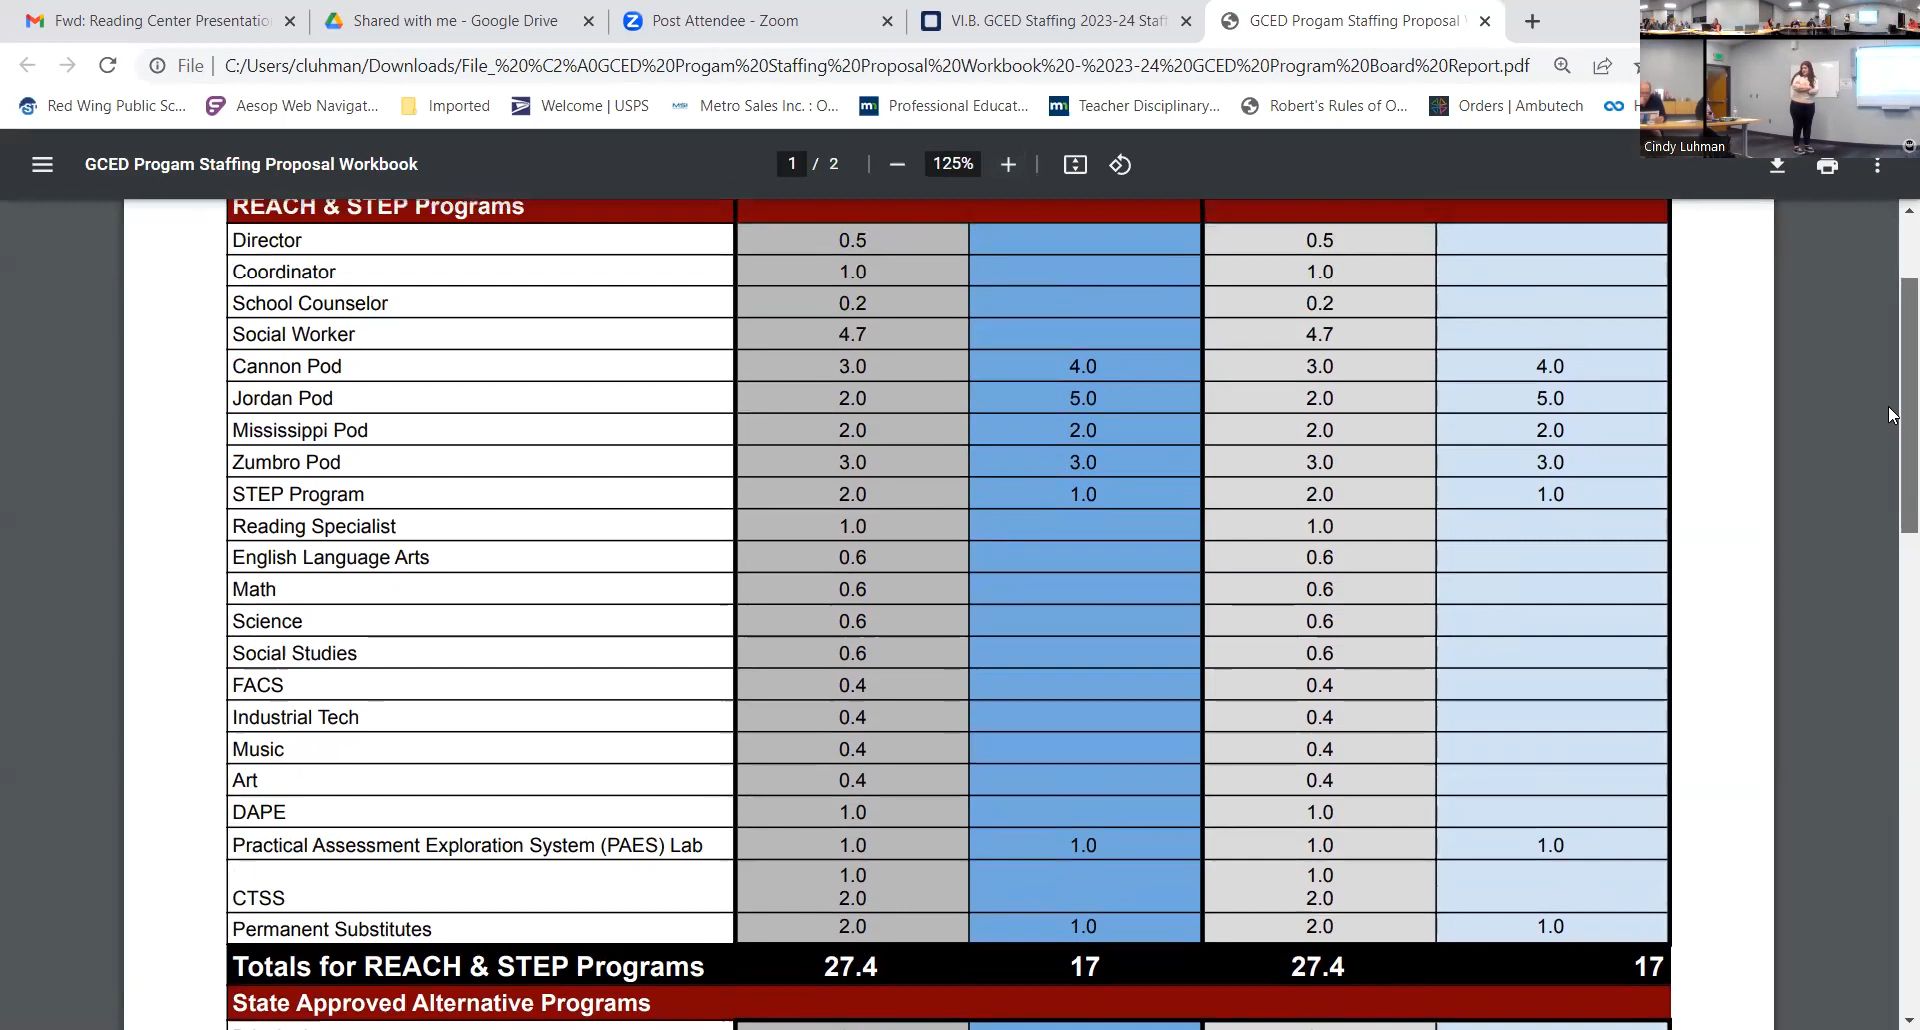 Fwd: Reading Center Presentatio
Shared with me - Google Drive
Post Attendee - Zoom
VI.B. GCED Staffing 2023-24 Staf
GCED Progam Staffing Proposal
File
C:/Users/cluhman/Downloads/File_%20%C2%A0GCED%20Progam%20Staffing%20Proposal%20Workbook%20-%2023-24%20GCED%20Program%20Board%20Report.pdf
Red Wing Public Sc...
Aesop Web Navigat...
Imported
Welcome | USPS
Metro Sales Inc. : O...
Professional Educat...
Teacher Disciplinary...
Robert's Rules of O...
Orders | Ambutech
Cindy Luhman
GCED Progam Staffing Proposal Workbook
1 / 2
125%
REACH & STEP Programs
Director 0.5 0.5
Coordinator 1.0 1.0
School Counselor 0.2 0.2
Social Worker 4.7 4.7
Cannon Pod 3.0 4.0 3.0 4.0
Jordan Pod 2.0 5.0 2.0 5.0
Mississippi Pod 2.0 2.0 2.0 2.0
Zumbro Pod 3.0 3.0 3.0 3.0
STEP Program 2.0 1.0 2.0 1.0
Reading Specialist 1.0 1.0
English Language Arts 0.6 0.6
Math 0.6 0.6
Science 0.6 0.6
Social Studies 0.6 0.6
FACS 0.4 0.4
Industrial Tech 0.4 0.4
Music 0.4 0.4
Art 0.4 0.4
DAPE 1.0 1.0
Practical Assessment Exploration System (PAES) Lab 1.0 1.0 1.0 1.0
1.0 1.0
CTSS 2.0 2.0
Permanent Substitutes 2.0 1.0 2.0 1.0
Totals for REACH & STEP Programs 27.4 17 27.4 17
State Approved Alternative Programs